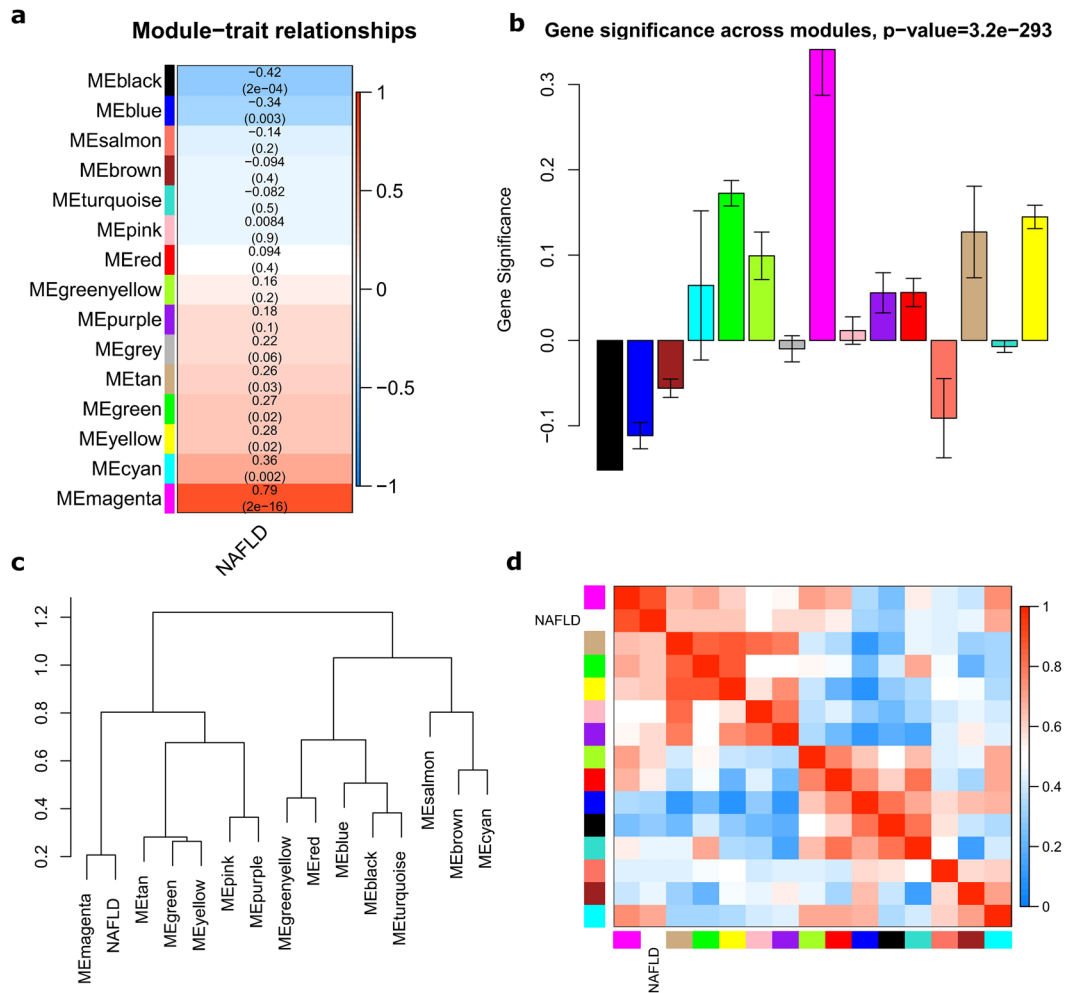 a
Module−trait relationships
MEblack
−0.42
(2e−04)
MEblue
−0.34
(0.003)
MEsalmon
−0.14
(0.2)
MEbrown
−0.094
(0.4)
MEturquoise
−0.082
(0.5)
MEpink
0.0084
(0.9)
MEred
0.094
(0.4)
MEgreenyellow
0.16
(0.2)
MEpurple
0.18
(0.1)
MEgrey
0.22
(0.06)
MEtan
0.26
(0.03)
MEgreen
0.27
(0.02)
MEyellow
0.28
(0.02)
MEcyan
0.36
(0.002)
MEmagenta
0.79
(2e−16)
NAFLD
1
0.5
0
−0.5
−1
b
Gene significance across modules, p−value=3.2e−293
Gene Significance
0.3
0.2
0.1
0.0
−0.1
c
1.2
1.0
0.8
0.6
0.4
0.2
MEmagenta
NAFLD
MEtan
MEgreen
MEyellow
MEpink
MEpurple
MEgreenyellow
MEred
MEblue
MEblack
MEturquoise
MEsalmon
MEbrown
MEcyan
d
NAFLD
NAFLD
1
0.8
0.6
0.4
0.2
0